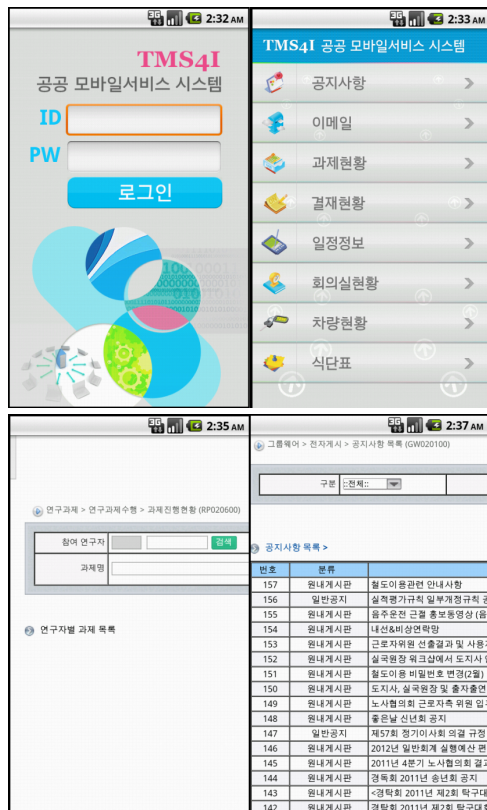 3G 2:32 AM
TMS4I
공공 모바일서비스 시스템
ID
PW
로그인
3G 2:33 AM
TMS4I 공공 모바일서비스 시스템
공지사항
이메일
과제현황
결재현황
일정정보
회의실현황
차량현황
식단표
3G 2:35 AM
연구과제 > 연구과제수행 > 과제진행현황 (RP020600)
참여 연구자 검색
과제명
연구자별 과제 목록
3G 2:37 AM
그룹웨어 > 전자게시 > 공지사항 목록 (GW020100)
구분 ::전체::
공지사항 목록 >
번호 분류
157 원내게시판 철도이용관련 안내사항
156 일반공지 실적평가규칙 일부개정규칙
155 원내게시판 음주운전 근절 홍보동영상 (음
154 원내게시판 내선&비상연락망
153 원내게시판 근로자위원 선출결과 및 사용
152 원내게시판 실국원장 워크샵에서 도지사
151 원내게시판 철도이용 비밀번호 변경(2월)
150 원내게시판 도지사, 실국원장 및 출자출연
149 원내게시판 노사협의회 근로자측 위원 입
148 원내게시판 좋은날 신년회 공지
147 일반공지 제57회 정기이사회 의결 규정
146 원내게시판 2012년 일반회계 실행예산 편
145 원내게시판 2011년 4분기 노사협의회 결
144 원내게시판 경독회 2011년 송년회 공지
143 원내게시판 <경탁회 2011년 제2회 탁구대
142 원내게시판 경탁회 2011년 제2회 탁구대회